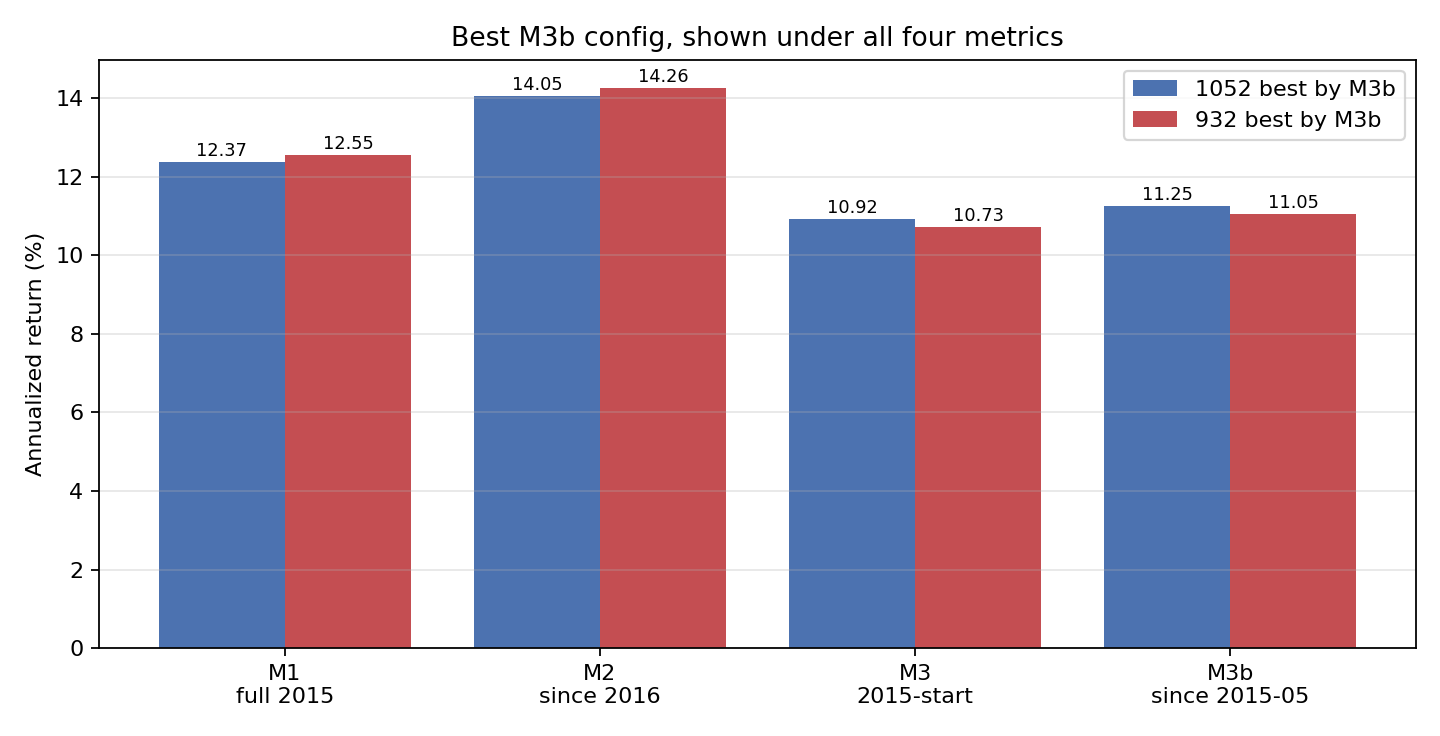 Best M3b config, shown under all four metrics
1052 best by M3b
932 best by M3b
Annualized return (%)
14
12
10
8
6
4
2
0
12.37
12.55
14.05
14.26
10.92
10.73
11.25
11.05
M1
full 2015
M2
since 2016
M3
2015-start
M3b
since 2015-05